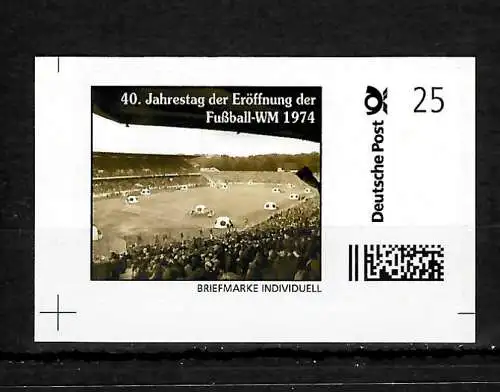 40. Jahrestag der Eröffnung der
Fußball-WM 1974
Deutsche Post
25
BRIEFMARKE INDIVIDUELL